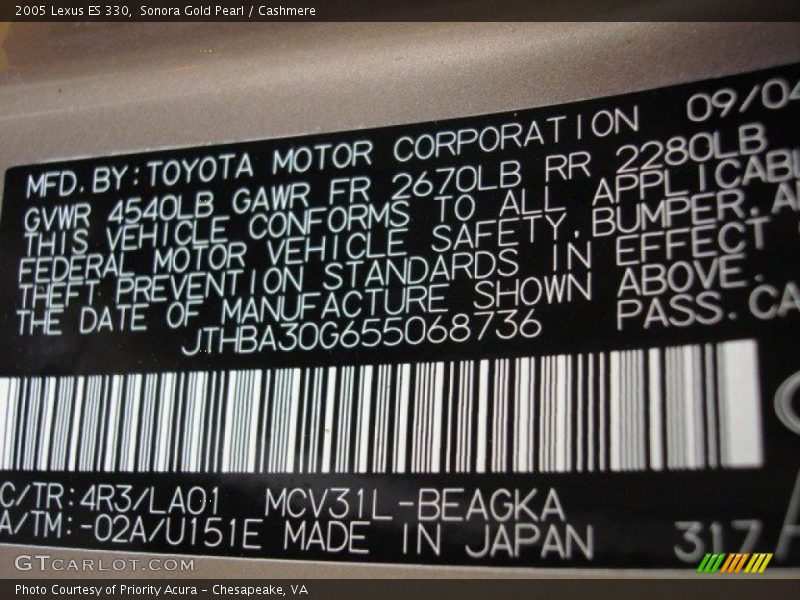 2005 Lexus ES 330, Sonora Gold Pearl / Cashmere
09/04
MFD. BY: TOYOTA MOTOR CORPORATION
GVWR 4540LB GAWR FR 2670LB RR 2280LB
THIS VEHICLE CONFORMS TO ALL APPLICABL
FEDERAL MOTOR VEHICLE SAFETY, BUMPER, A
THEFT PREVENTION STANDARDS IN EFFECT
THE DATE OF MANUFACTURE SHOWN ABOVE.
JTHBA30G655068736 PASS. CA
C/TR: 4R3/LA01 MCV31L-BEAGKA
A/TM: -02A/U151E MADE IN JAPAN 317
GTCARLOT.COM
Photo Courtesy of Priority Acura - Chesapeake, VA